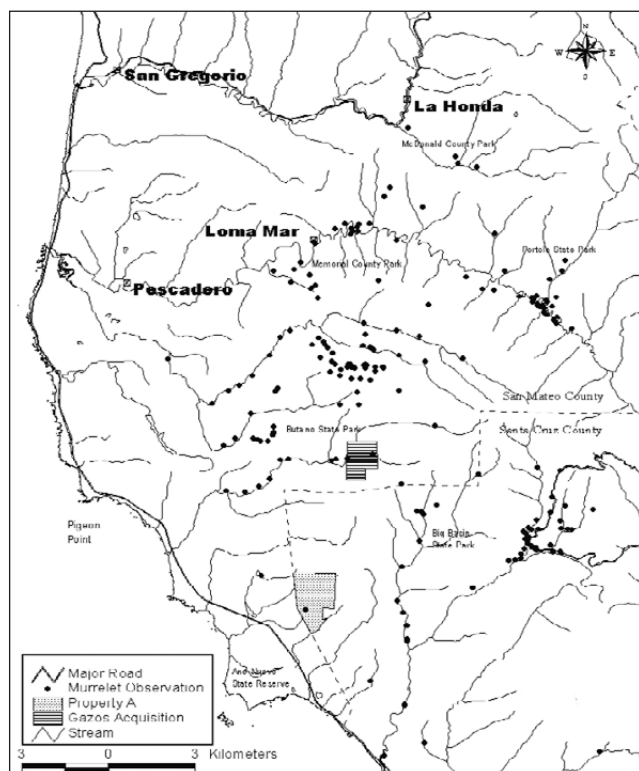 N
W E
San Gregorio
La Honda
McDonald County Park
Loma Mar
Portola State Park
Memorial County Park
Pescadero
San Mateo County
Butano State Park
Santa Cruz County
Pigeon
Point
Big Basin
State Park
Ano Nuevo
State Reserve
Major Road
Murrelet Observation
Property A
Gazos Acquisition
Stream
3 0 3 Kilometers